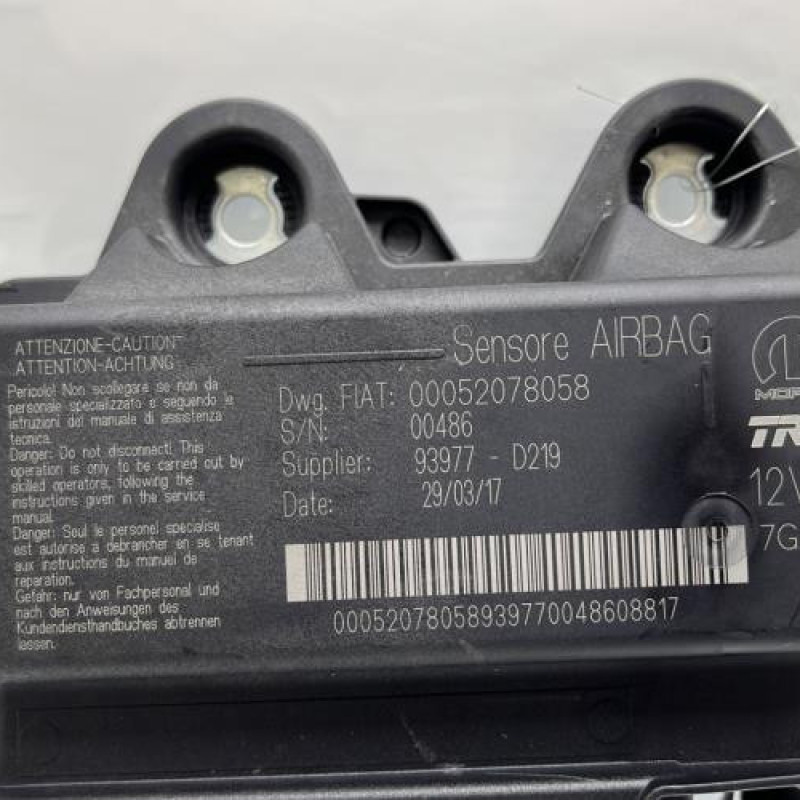 ATTENZIONE-CAUTION
ATTENTION-ACHTUNG
Pericolo! Non scollegare se non da
personale specializzato e seguendo le
istruzioni del manuale di assistenza
tecnica.
Danger: Do not disconnect! This
operation is only to be carried out by
skilled operators, following the
instructions given in the service
manual.
Danger: Seul le personel specialise
est autorise a debrancher en se tenant
aux instructions du manuel de
reparation.
Gefahr: nur von Fachpersonal und
nach den Anweisungen des
Kundendiensthandbuches abtrennen
lassen.
Sensore AIRBAG
Dwg. FIAT: 00052078058
S/N: 00486
Supplier: 93977 - D219
Date: 29/03/17
00052078058939770048608817
MOP
TR
12V
7G